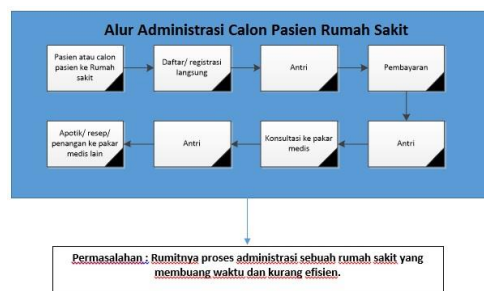 Alur Administrasi Calon Pasien Rumah Sakit
Pasien atau calon
pasien ke Rumah
sakit
Daftar/ registrasi
langsung
Antri
Pembayaran
Antri
Konsultasi ke pakar
medis
Antri
Apotik/ resep/
penangan ke pakar
medis lain
Permasalahan : Rumitnya proses administrasi sebuah rumah sakit yang
membuang waktu dan kurang efisien.